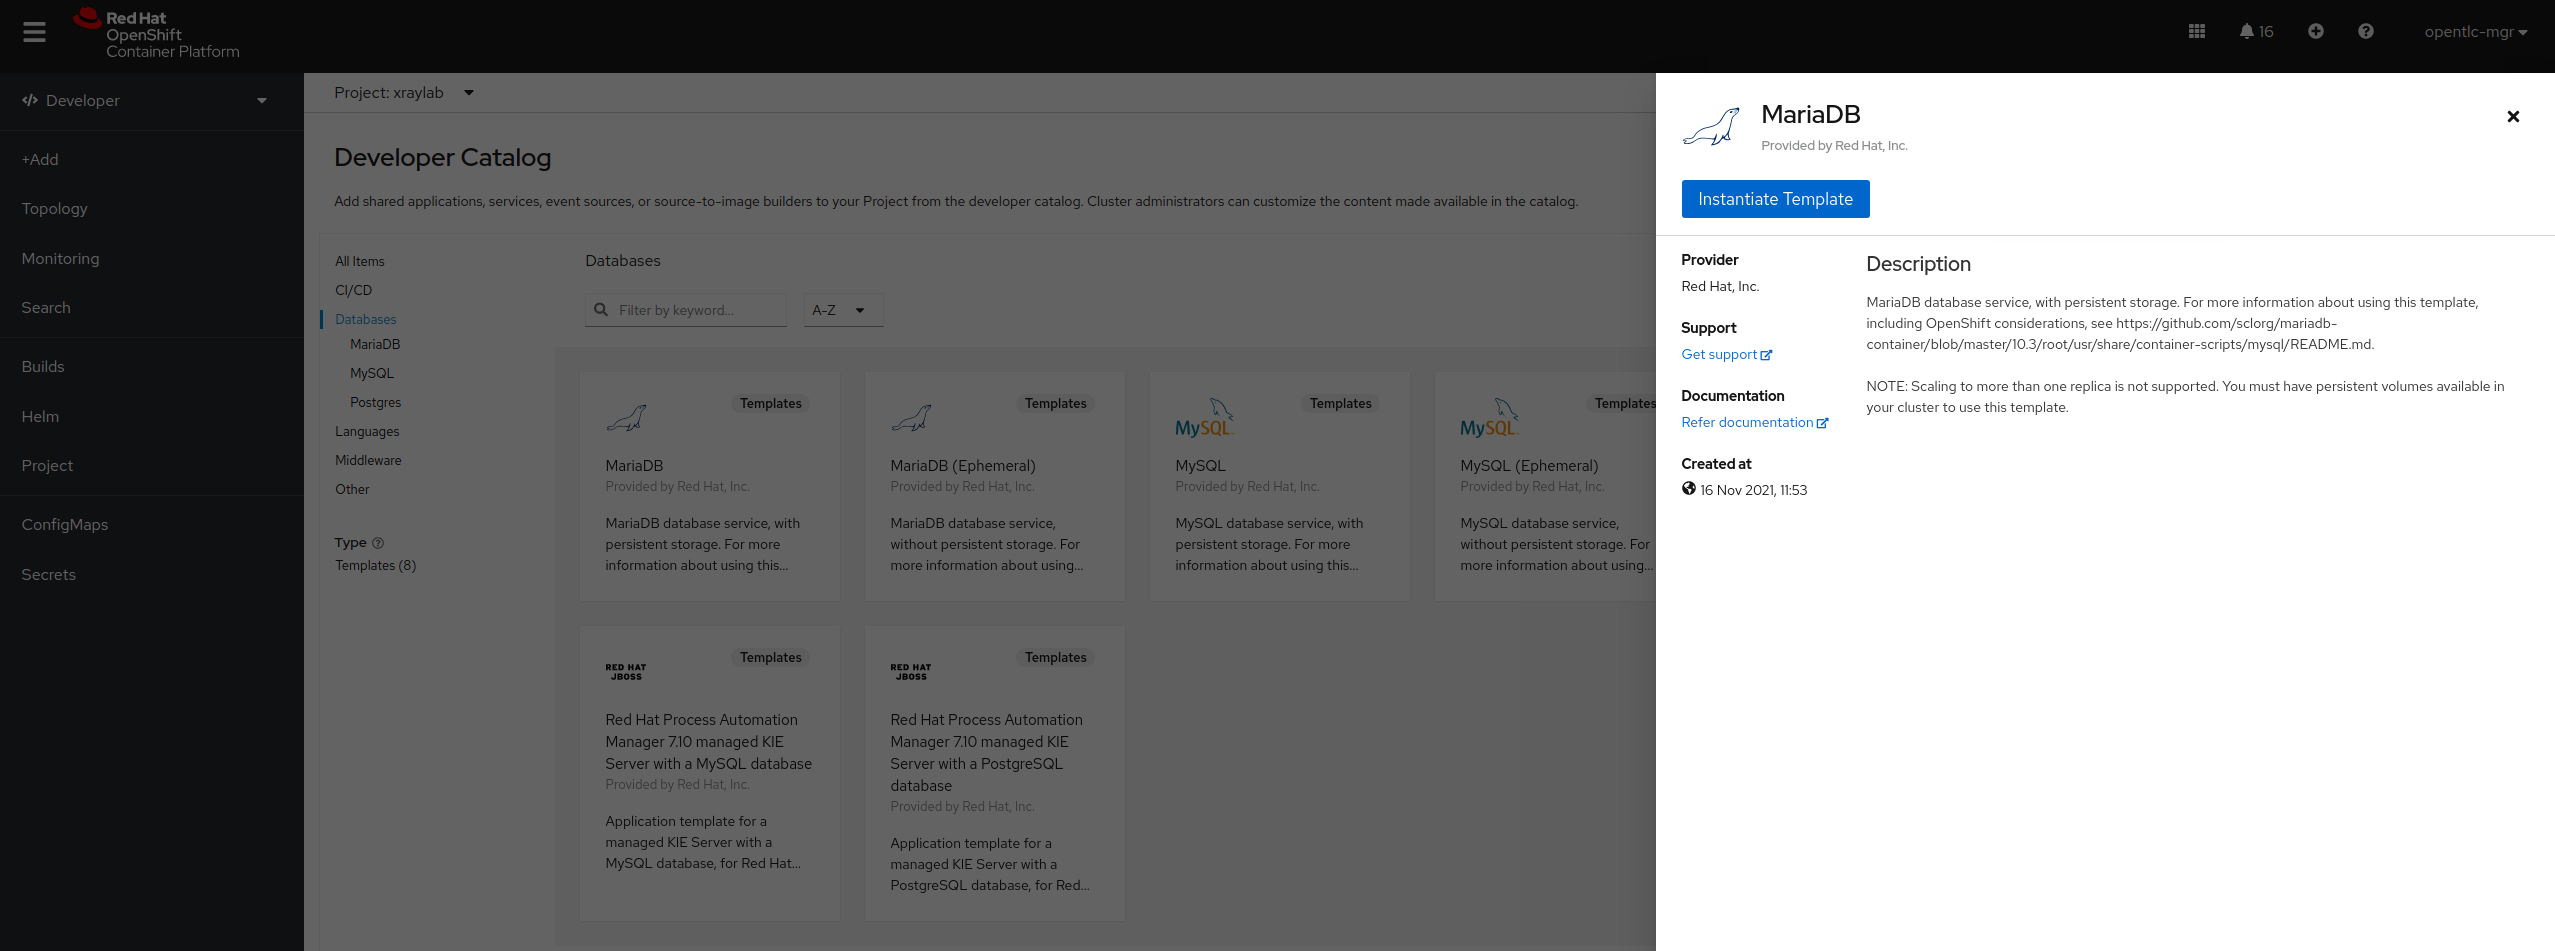 Red Hat
OpenShift
Container Platform
16
opentlc-mgr
Developer
+Add
Topology
Monitoring
Search
Builds
Helm
Project
ConfigMaps
Secrets
Project: xraylab
Developer Catalog
Add shared applications, services, event sources, or source-to-image builders to your Project from the developer catalog. Cluster administrators can customize the content made available in the catalog.
All Items
CI/CD
Databases
MariaDB
MySQL
Postgres
Languages
Middleware
Other
Type
Templates (8)
Databases
Filter by keyword...
A-Z
Templates
MariaDB
Provided by Red Hat, Inc.
MariaDB database service, with
persistent storage. For more
information about using this...
Templates
MariaDB (Ephemeral)
Provided by Red Hat, Inc.
MariaDB database service,
without persistent storage. For
more information about using...
MySQL
Templates
MySQL
Provided by Red Hat, Inc.
MySQL database service, with
persistent storage. For more
information about using this...
MySQL
Templates
MySQL (Ephemeral)
Provided by Red Hat, Inc.
MySQL database service,
without persistent storage. For
more information about using...
RED HAT
JBOSS
Templates
Red Hat Process Automation
Manager 7.10 managed KIE
Server with a MySQL database
Provided by Red Hat, Inc.
Application template for a
managed KIE Server with a
MySQL database, for Red Hat...
RED HAT
JBOSS
Templates
Red Hat Process Automation
Manager 7.10 managed KIE
Server with a PostgreSQL
database
Provided by Red Hat, Inc.
Application template for a
managed KIE Server with a
PostgreSQL database, for Red...
MariaDB
Provided by Red Hat, Inc.
Instantiate Template
Provider
Red Hat, Inc.
Support
Get support
Documentation
Refer documentation
Created at
16 Nov 2021, 11:53
Description
MariaDB database service, with persistent storage. For more information about using this template,
including OpenShift considerations, see https://github.com/sclorg/mariadb-
container/blob/master/10.3/root/usr/share/container-scripts/mysql/README.md.
NOTE: Scaling to more than one replica is not supported. You must have persistent volumes available in
your cluster to use this template.